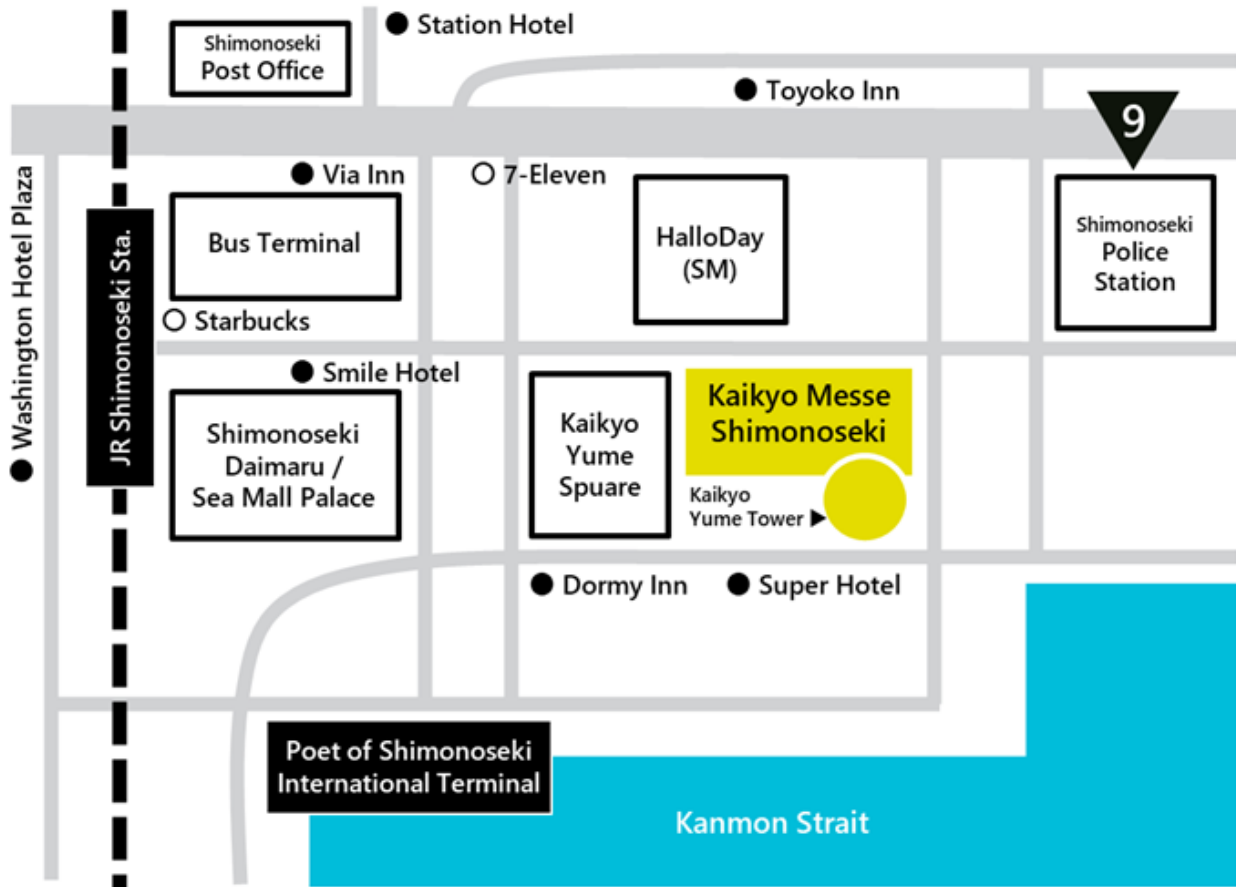 Station Hotel
Shimonoseki
Post Office
Toyoko Inn
9
Via Inn
7-Eleven
Bus Terminal
HalloDay
(SM)
Shimonoseki
Police
Station
Washington Hotel Plaza
JR Shimonoseki Sta.
Starbucks
Smile Hotel
Shimonoseki
Daimaru /
Sea Mall Palace
Kaikyo
Yume
Spuare
Kaikyo Messe
Shimonoseki
Kaikyo
Yume Tower ▶
Dormy Inn
Super Hotel
Poet of Shimonoseki
International Terminal
Kanmon Strait